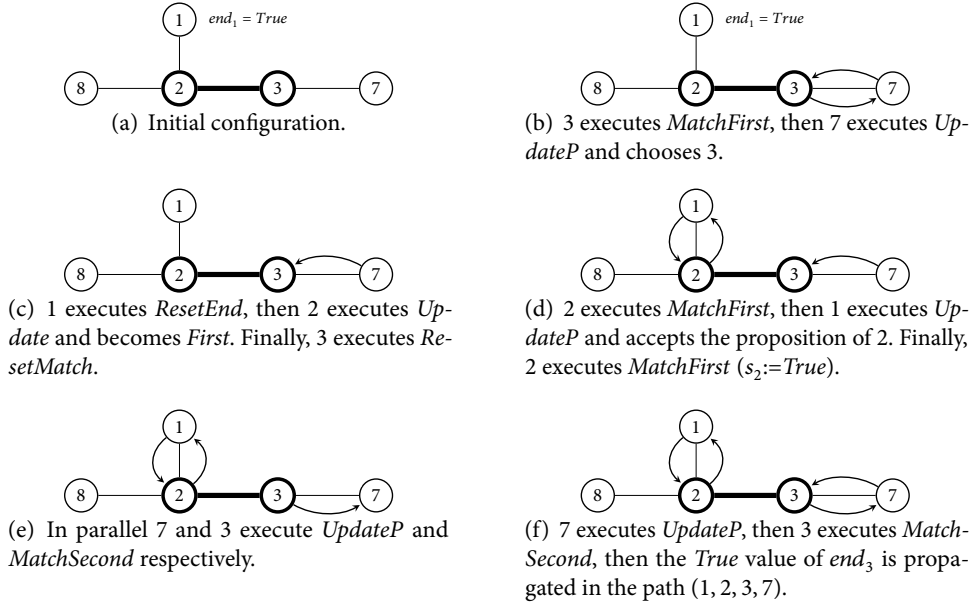 1 end₁ = True
8 2 3 7
(a) Initial configuration.
1 end₁ = True
8 2 3 7
(b) 3 executes MatchFirst, then 7 executes Up-
dateP and chooses 3.
1
8 2 3 7
(c) 1 executes ResetEnd, then 2 executes Up-
date and becomes First. Finally, 3 executes Re-
setMatch.
1
8 2 3 7
(d) 2 executes MatchFirst, then 1 executes Up-
dateP and accepts the proposition of 2. Finally,
2 executes MatchFirst (s₂:=True).
1
8 2 3 7
(e) In parallel 7 and 3 execute UpdateP and
MatchSecond respectively.
1
8 2 3 7
(f) 7 executes UpdateP, then 3 executes Match-
Second, then the True value of end₃ is propa-
gated in the path (1, 2, 3, 7).